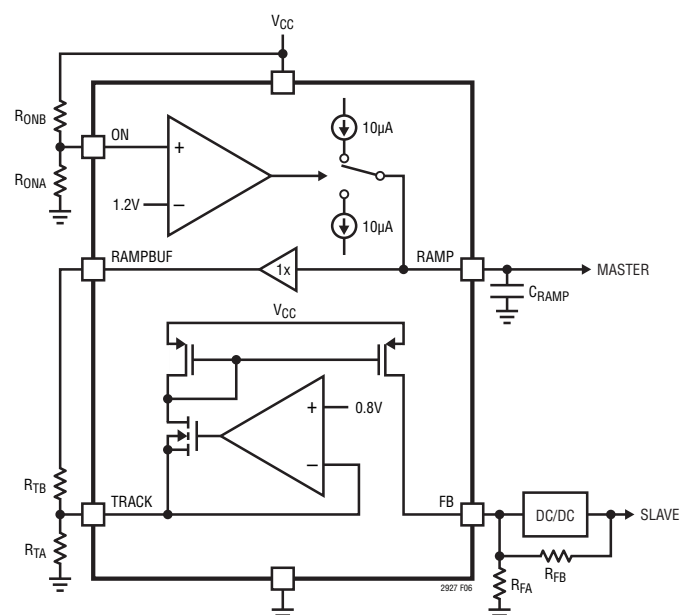 VCC
RONB
ON
RONA
+
1.2V
−
10µA
10µA
RAMPBUF
1x
RAMP
MASTER
CRAMP
VCC
+
0.8V
−
RTB
TRACK
FB
DC/DC
SLAVE
RTA
RFB
RFA
2927 F06